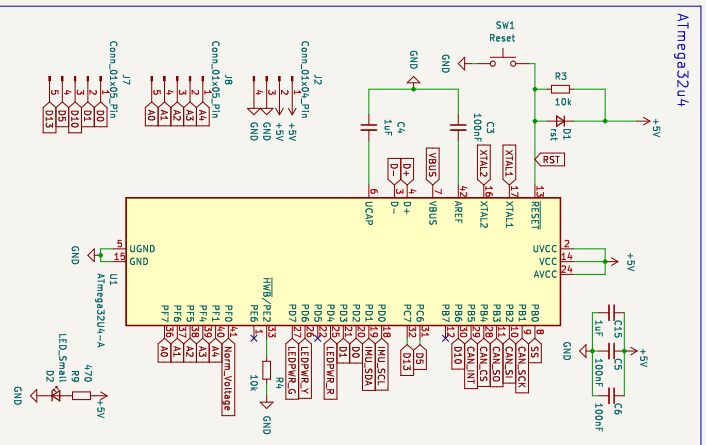 ATmega32u4
SW1
Reset
GND
R3
10k
D1
rst
+5V
RST
GND
C4
1uF
C3
100nF
J7
Conn_01x05_Pin
1
2
3
4
5
D0
D1
D10
D5
D13
J8
Conn_01x05_Pin
1
2
3
4
5
A4
A3
A2
A1
A0
J2
Conn_01x04_Pin
1
2
3
4
+5V
+5V
GND
GND
D-
D+
VBUS
XTAL2
XTAL1
6
3
4
7
42
16
17
13
UCAP
D-
D+
VBUS
AREF
XTAL2
XTAL1
RESET
5
UGND
15
GND
GND
U1
ATmega32U4-A
UVCC
2
VCC
14
AVCC
24
+5V
PF7
PF6
PF5
PF4
PF1
PF0
PE6
HWB/PE2
PD7
PD6
PD5
PD4
PD3
PD2
PD1
PD0
PC7
PC6
PB7
PB6
PB5
PB4
PB3
PB2
PB1
PB0
36
37
38
39
40
41
1
33
27
26
22
25
21
20
19
18
32
31
12
30
29
28
11
10
9
8
A0
A1
A2
A3
A4
Norm_Voltage
R4
10k
GND
LEDPWR_G
LEDPWR_Y
LEDPWR_R
D1
D0
IMU_SDA
IMU_SCL
D13
D5
D10
CAN_INT
CAN_CS
CAN_SO
CAN_SI
CAN_SCK
SS
C15
1uF
C5
100nF
C6
100nF
GND
+5V
LED_Small
D2
R9
470
+5V
GND